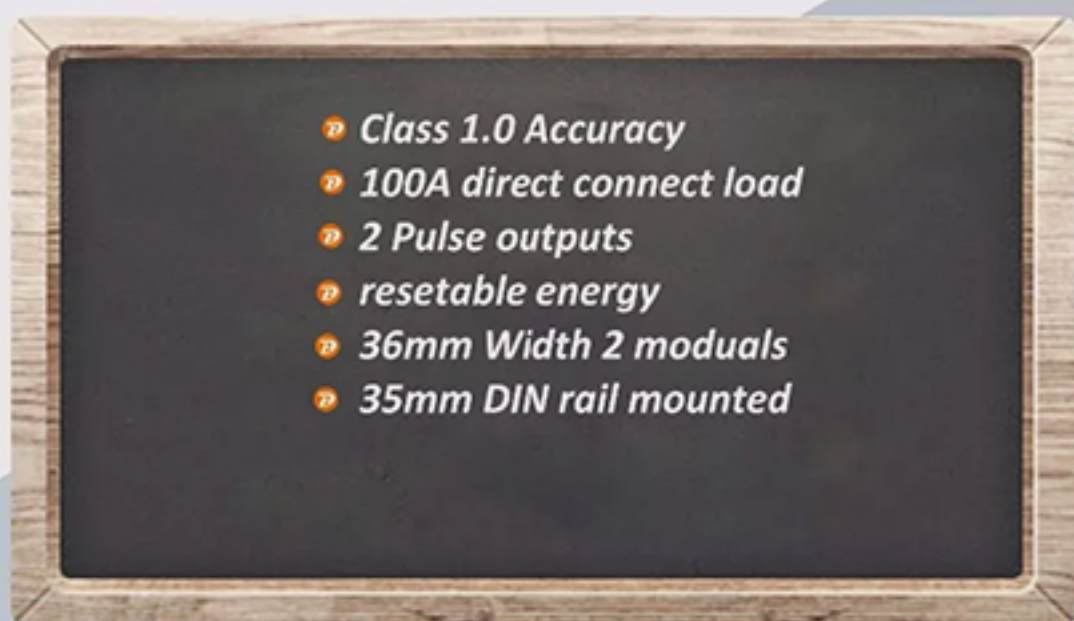 Class 1.0 Accuracy
100A direct connect load
2 Pulse outputs
resetable energy
36mm Width 2 moduals
35mm DIN rail mounted